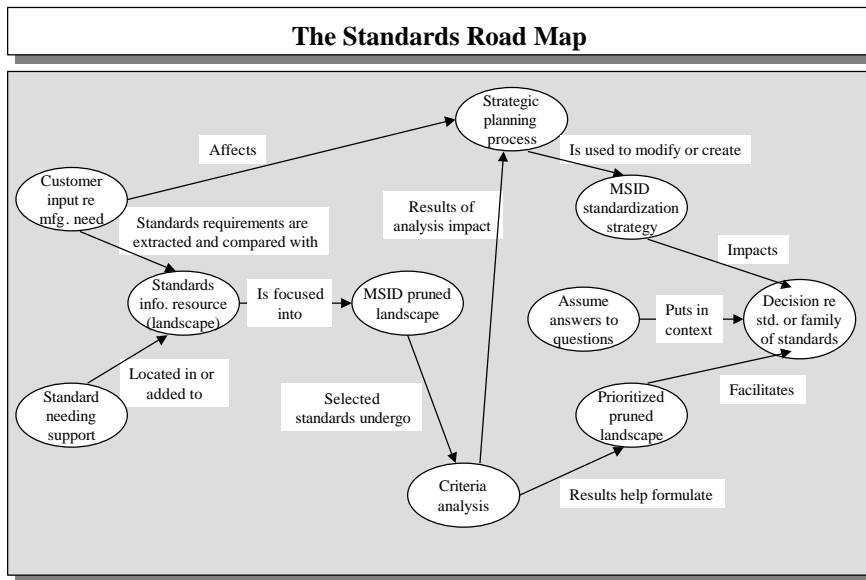 The Standards Road Map
Strategic
planning
process
Affects
Is used to modify or create
Customer
input re
mfg. need
MSID
standardization
strategy
Results of
analysis impact
Standards requirements are
extracted and compared with
Impacts
Standards
info. resource
(landscape)
Is focused
into
MSID pruned
landscape
Assume
answers to
questions
Puts in
context
Decision re
std. or family
of standards
Located in or
added to
Standard
needing
support
Selected
standards undergo
Prioritized
pruned
landscape
Facilitates
Criteria
analysis
Results help formulate